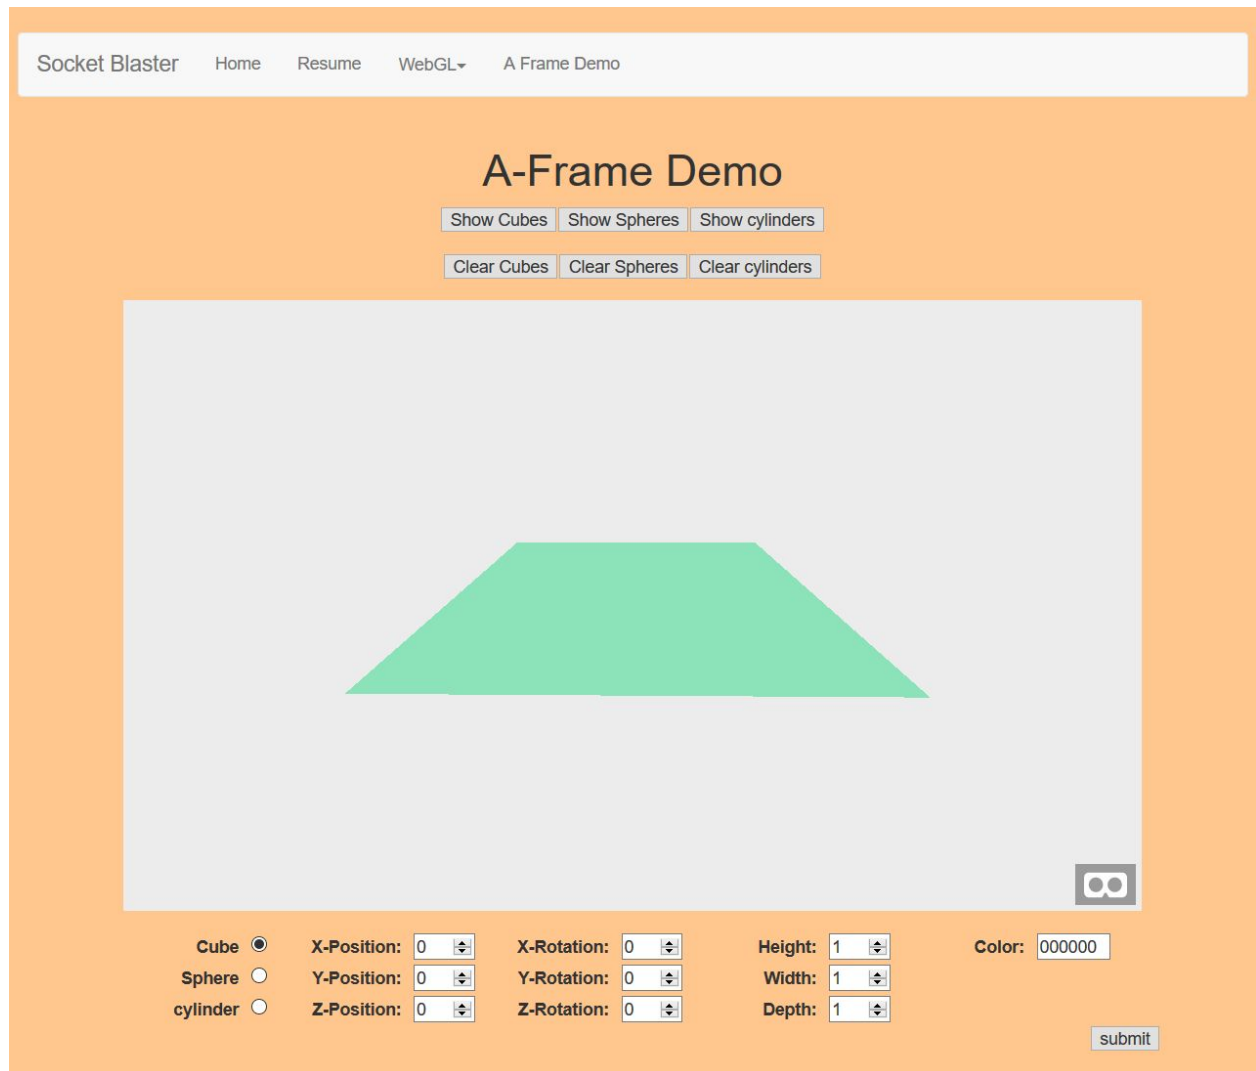 Socket Blaster Home Resume WebGL A Frame Demo
A-Frame Demo
Show Cubes Show Spheres Show cylinders
Clear Cubes Clear Spheres Clear cylinders
Cube X-Position: 0 X-Rotation: 0 Height: 1 Color: 000000
Sphere Y-Position: 0 Y-Rotation: 0 Width: 1
cylinder Z-Position: 0 Z-Rotation: 0 Depth: 1
submit